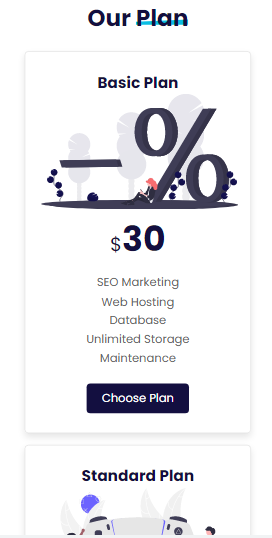 Our Plan
Basic Plan
-%
$30
SEO Marketing
Web Hosting
Database
Unlimited Storage
Maintenance
Choose Plan
Standard Plan